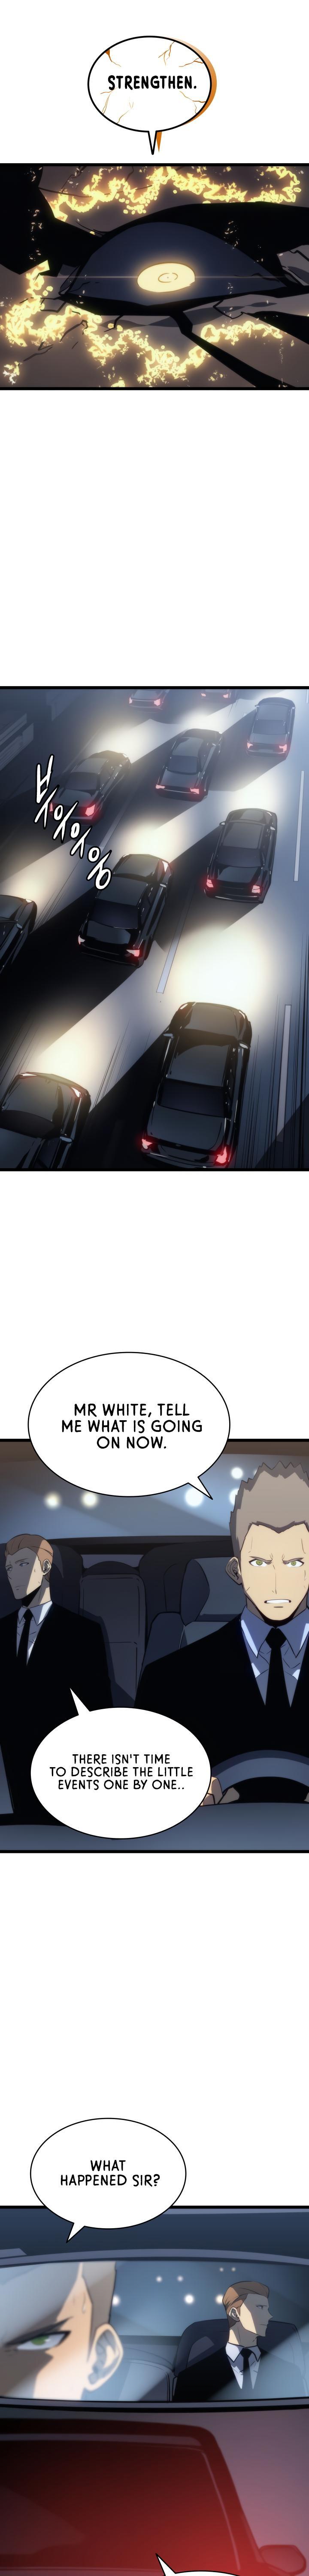 STRENGTHEN.
부아아아앙
MR WHITE, TELL
ME WHAT IS GOING
ON NOW.
THERE ISN'T TIME
TO DESCRIBE THE LITTLE
EVENTS ONE BY ONE..
WHAT
HAPPENED SIR?